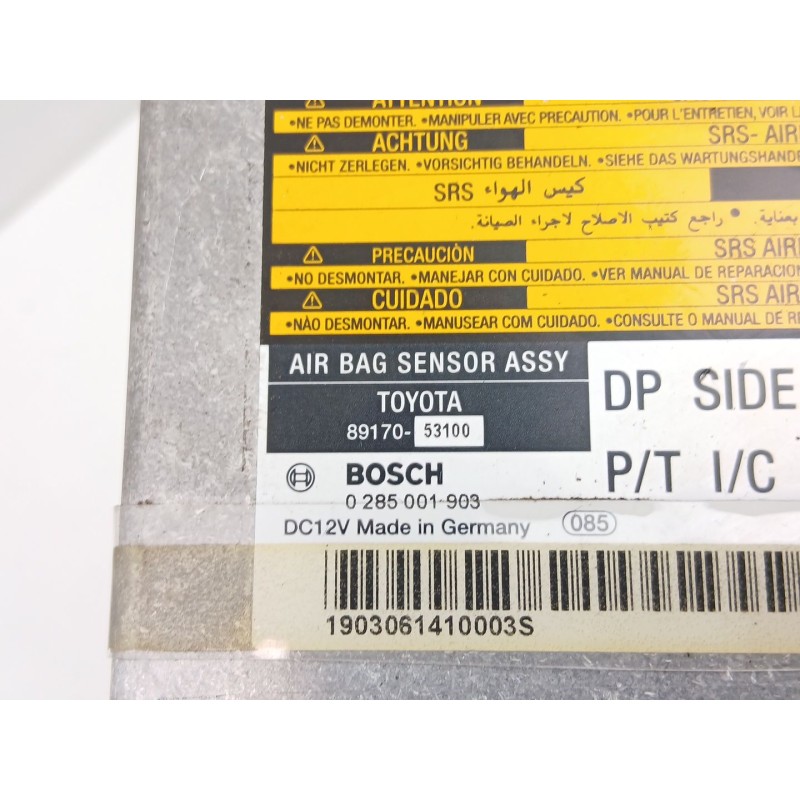 ATTENTION
•NE PAS DEMONTER. •MANIPULER AVEC PRECAUTION. •POUR L'ENTRETIEN, VOIR L
ACHTUNG SRS- AIR
•NICHT ZERLEGEN. •VORSICHTIG BEHANDELN. •SIEHE DAS WARTUNGSHAND
كيس الهواء SRS
بعناية. • راجع كتيب الاصلاح لاجراء الصيانة.
PRECAUCIÓN SRS AIR
•NO DESMONTAR. •MANEJAR CON CUIDADO. •VER MANUAL DE REPARACION
CUIDADO SRS AIR
•NÃO DESMONTAR. •MANUSEAR COM CUIDADO. •CONSULTE O MANUAL DE RE
AIR BAG SENSOR ASSY
TOYOTA
89170- 53100
DP SIDE
P/T I/C
BOSCH
0 285 001 903
DC12V Made in Germany 085
1903061410003S